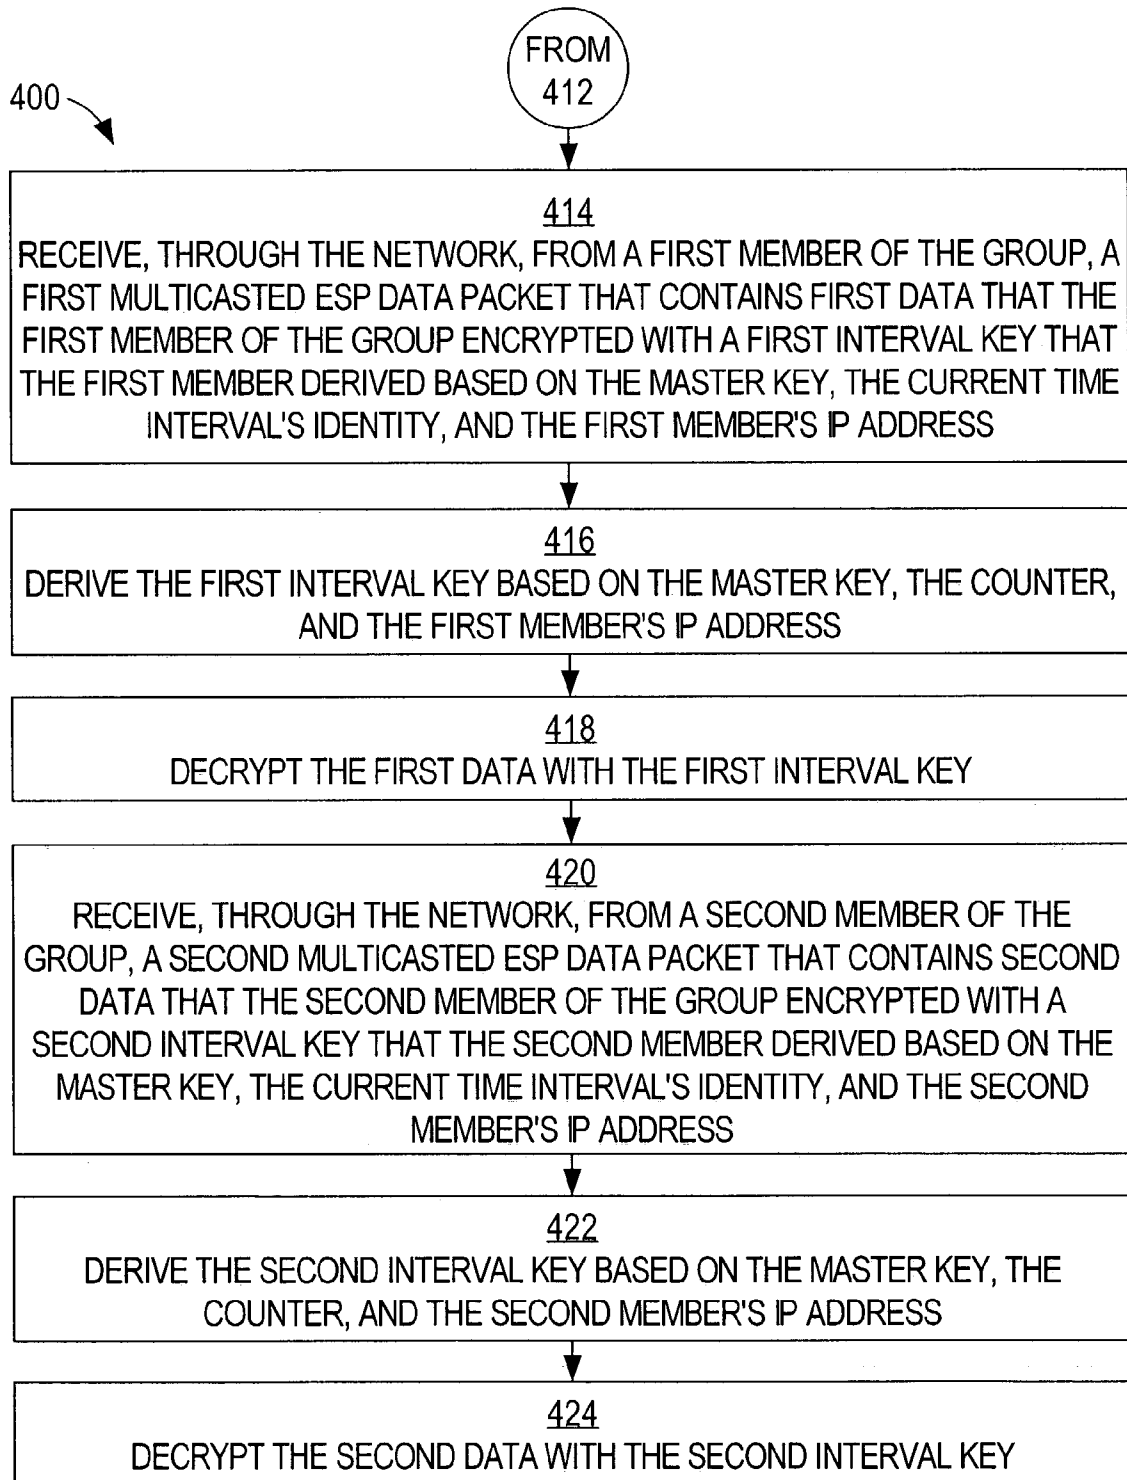 FROM
412
400
414
RECEIVE, THROUGH THE NETWORK, FROM A FIRST MEMBER OF THE GROUP, A
FIRST MULTICASTED ESP DATA PACKET THAT CONTAINS FIRST DATA THAT THE
FIRST MEMBER OF THE GROUP ENCRYPTED WITH A FIRST INTERVAL KEY THAT
THE FIRST MEMBER DERIVED BASED ON THE MASTER KEY, THE CURRENT TIME
INTERVAL'S IDENTITY, AND THE FIRST MEMBER'S IP ADDRESS
416
DERIVE THE FIRST INTERVAL KEY BASED ON THE MASTER KEY, THE COUNTER,
AND THE FIRST MEMBER'S IP ADDRESS
418
DECRYPT THE FIRST DATA WITH THE FIRST INTERVAL KEY
420
RECEIVE, THROUGH THE NETWORK, FROM A SECOND MEMBER OF THE
GROUP, A SECOND MULTICASTED ESP DATA PACKET THAT CONTAINS SECOND
DATA THAT THE SECOND MEMBER OF THE GROUP ENCRYPTED WITH A
SECOND INTERVAL KEY THAT THE SECOND MEMBER DERIVED BASED ON THE
MASTER KEY, THE CURRENT TIME INTERVAL'S IDENTITY, AND THE SECOND
MEMBER'S IP ADDRESS
422
DERIVE THE SECOND INTERVAL KEY BASED ON THE MASTER KEY, THE
COUNTER, AND THE SECOND MEMBER'S IP ADDRESS
424
DECRYPT THE SECOND DATA WITH THE SECOND INTERVAL KEY